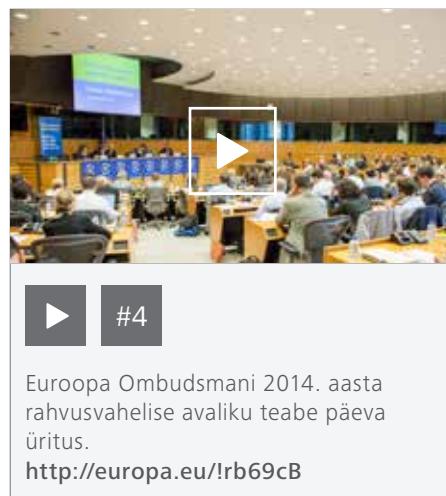 #4
Euroopa Ombudsmani 2014. aasta
rahvusvahelise avaliku teabe päeva
üritus.
http://europa.eu/!rb69cB